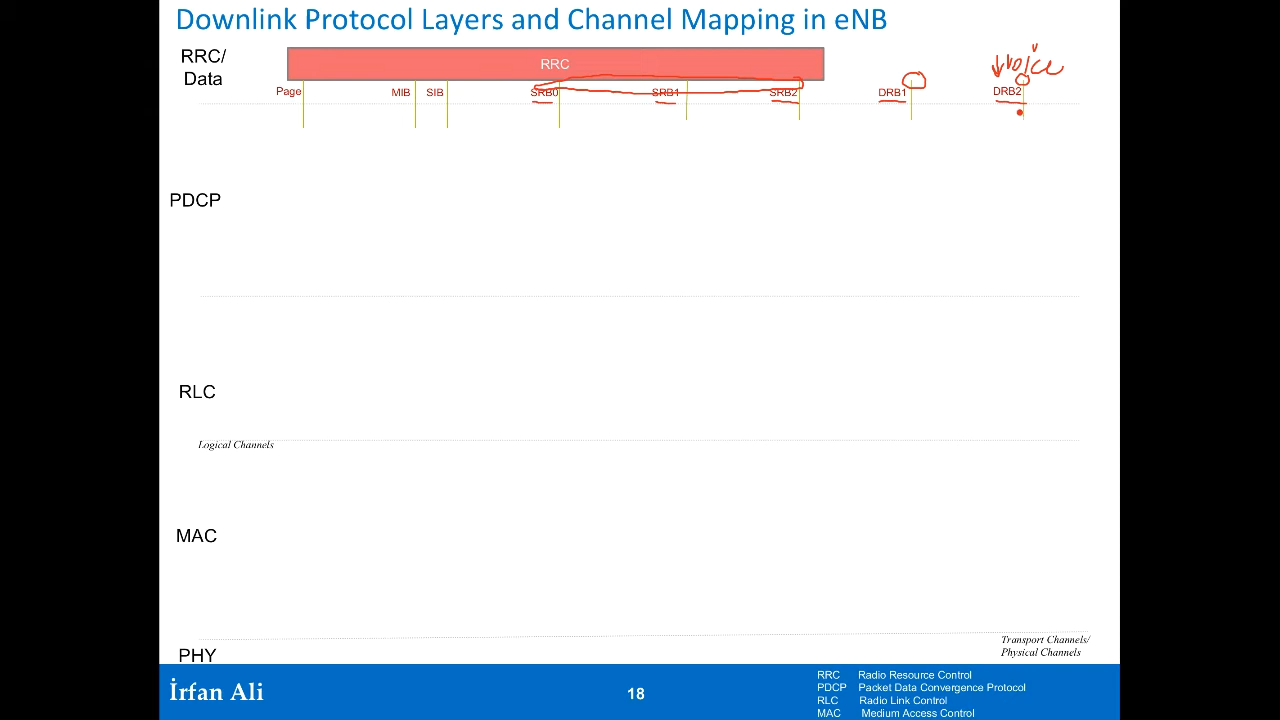 Downlink Protocol Layers and Channel Mapping in eNB
RRC/
Data
RRC
voice
Page
MIB
SIB
SRB0
SRB1
SRB2
DRB1
DRB2
PDCP
RLC
Logical Channels
MAC
Transport Channels/
Physical Channels
PHY
İrfan Ali
18
RRC Radio Resource Control
PDCP Packet Data Convergence Protocol
RLC Radio Link Control
MAC Medium Access Control